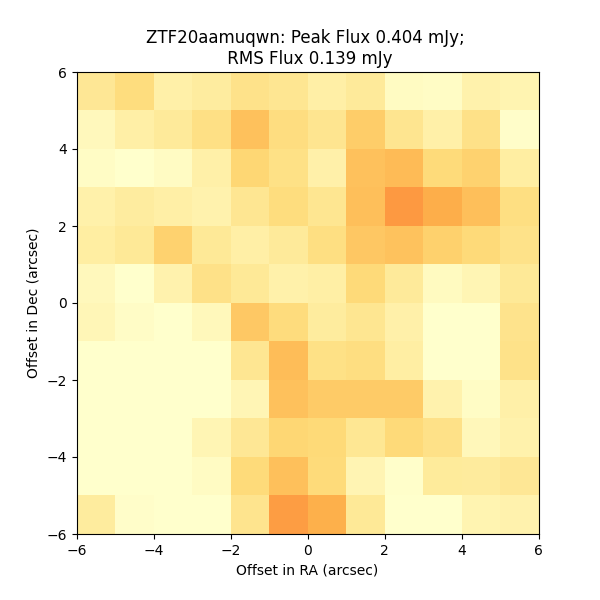 ZTF20aamuqwn: Peak Flux 0.404 mJy;
RMS Flux 0.139 mJy
6
4
2
0
−2
−4
−6
Offset in Dec (arcsec)
−6 −4 −2 0 2 4 6
Offset in RA (arcsec)